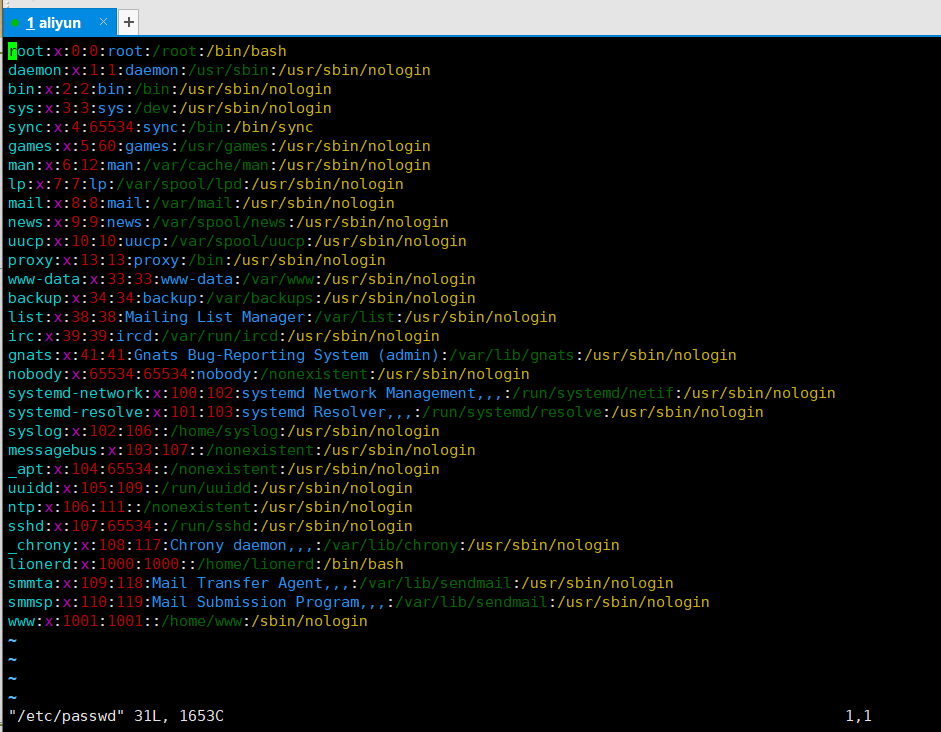 1 aliyun × +
root:x:0:0:root:/root:/bin/bash
daemon:x:1:1:daemon:/usr/sbin:/usr/sbin/nologin
bin:x:2:2:bin:/bin:/usr/sbin/nologin
sys:x:3:3:sys:/dev:/usr/sbin/nologin
sync:x:4:65534:sync:/bin:/bin/sync
games:x:5:60:games:/usr/games:/usr/sbin/nologin
man:x:6:12:man:/var/cache/man:/usr/sbin/nologin
lp:x:7:7:lp:/var/spool/lpd:/usr/sbin/nologin
mail:x:8:8:mail:/var/mail:/usr/sbin/nologin
news:x:9:9:news:/var/spool/news:/usr/sbin/nologin
uucp:x:10:10:uucp:/var/spool/uucp:/usr/sbin/nologin
proxy:x:13:13:proxy:/bin:/usr/sbin/nologin
www-data:x:33:33:www-data:/var/www:/usr/sbin/nologin
backup:x:34:34:backup:/var/backups:/usr/sbin/nologin
list:x:38:38:Mailing List Manager:/var/list:/usr/sbin/nologin
irc:x:39:39:ircd:/var/run/ircd:/usr/sbin/nologin
gnats:x:41:41:Gnats Bug-Reporting System (admin):/var/lib/gnats:/usr/sbin/nologin
nobody:x:65534:65534:nobody:/nonexistent:/usr/sbin/nologin
systemd-network:x:100:102:systemd Network Management,,,:/run/systemd/netif:/usr/sbin/nologin
systemd-resolve:x:101:103:systemd Resolver,,,:/run/systemd/resolve:/usr/sbin/nologin
syslog:x:102:106::/home/syslog:/usr/sbin/nologin
messagebus:x:103:107::/nonexistent:/usr/sbin/nologin
_apt:x:104:65534::/nonexistent:/usr/sbin/nologin
uuidd:x:105:109::/run/uuidd:/usr/sbin/nologin
ntp:x:106:111::/nonexistent:/usr/sbin/nologin
sshd:x:107:65534::/run/sshd:/usr/sbin/nologin
_chrony:x:108:117:Chrony daemon,,,:/var/lib/chrony:/usr/sbin/nologin
lionerd:x:1000:1000::/home/lionerd:/bin/bash
smmta:x:109:118:Mail Transfer Agent,,,:/var/lib/sendmail:/usr/sbin/nologin
smmsp:x:110:119:Mail Submission Program,,,:/var/lib/sendmail:/usr/sbin/nologin
www:x:1001:1001::/home/www:/sbin/nologin
~
~
~
~
"/etc/passwd" 31L, 1653C 1,1